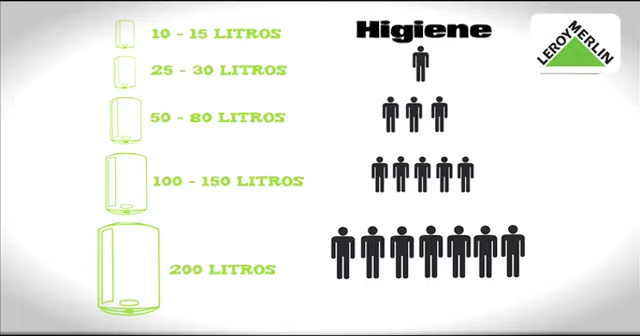 10 - 15 LITROS
Higiene
LEROY MERLIN
25 - 30 LITROS
50 - 80 LITROS
100 - 150 LITROS
200 LITROS